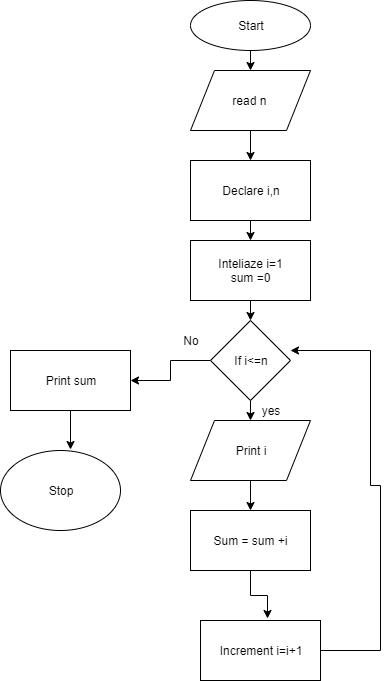 Start
read n
Declare i,n
Inteliaze i=1
sum =0
If i<=n
No
yes
Print sum
Stop
Print i
Sum = sum +i
Increment i=i+1